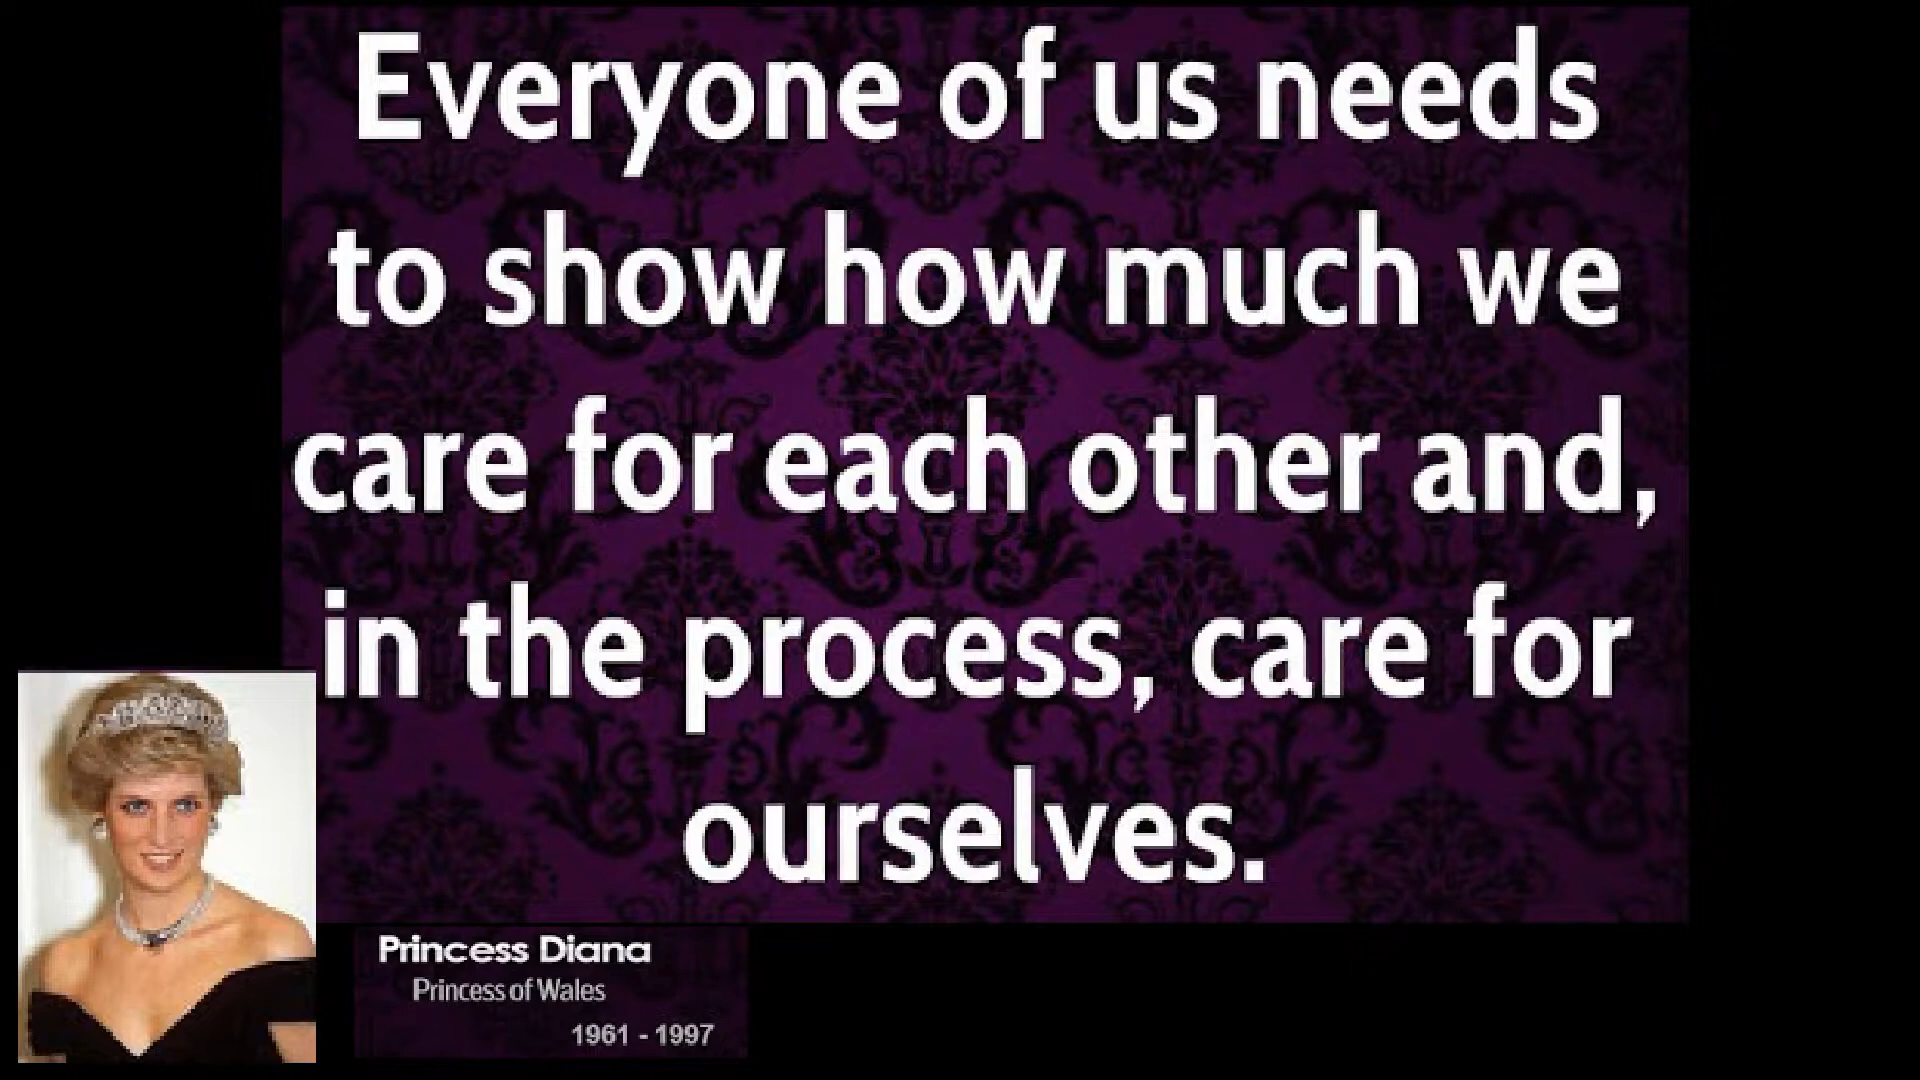 Everyone of us needs
to show how much we
care for each other and,
in the process, care for
ourselves.
Princess Diana
Princess of Wales
1961 - 1997